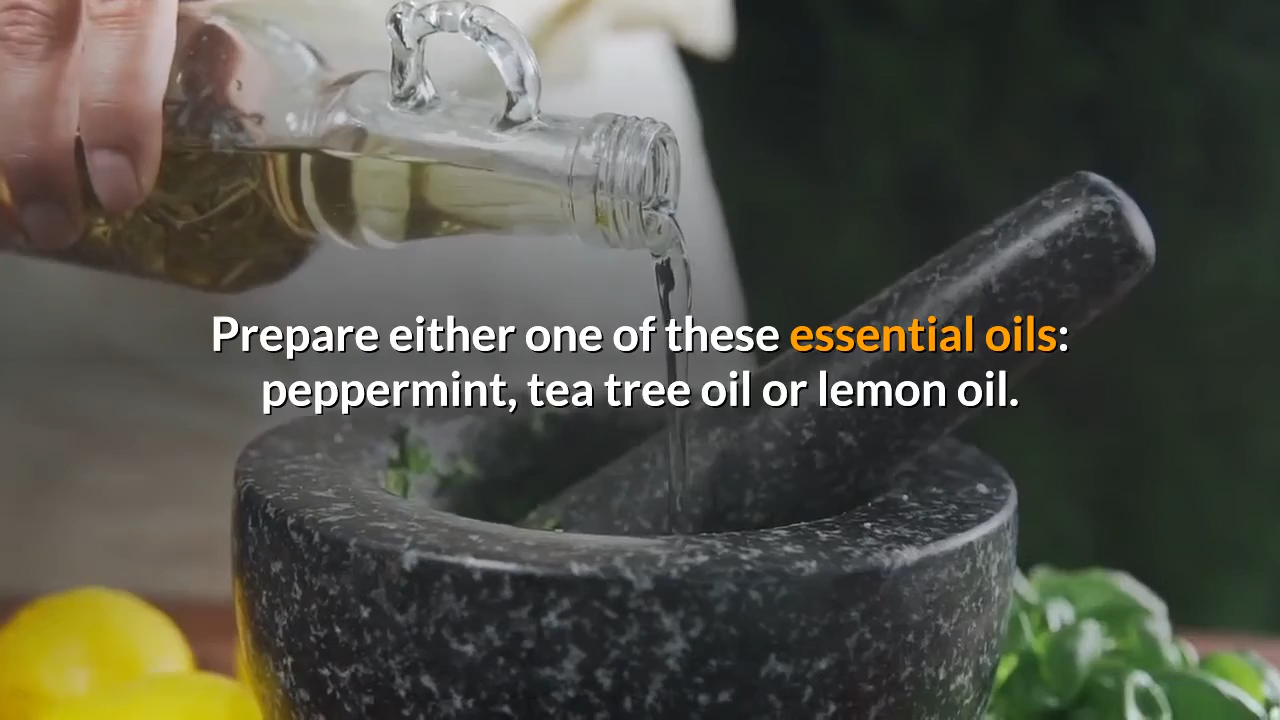 Prepare either one of these essential oils:
peppermint, tea tree oil or lemon oil.